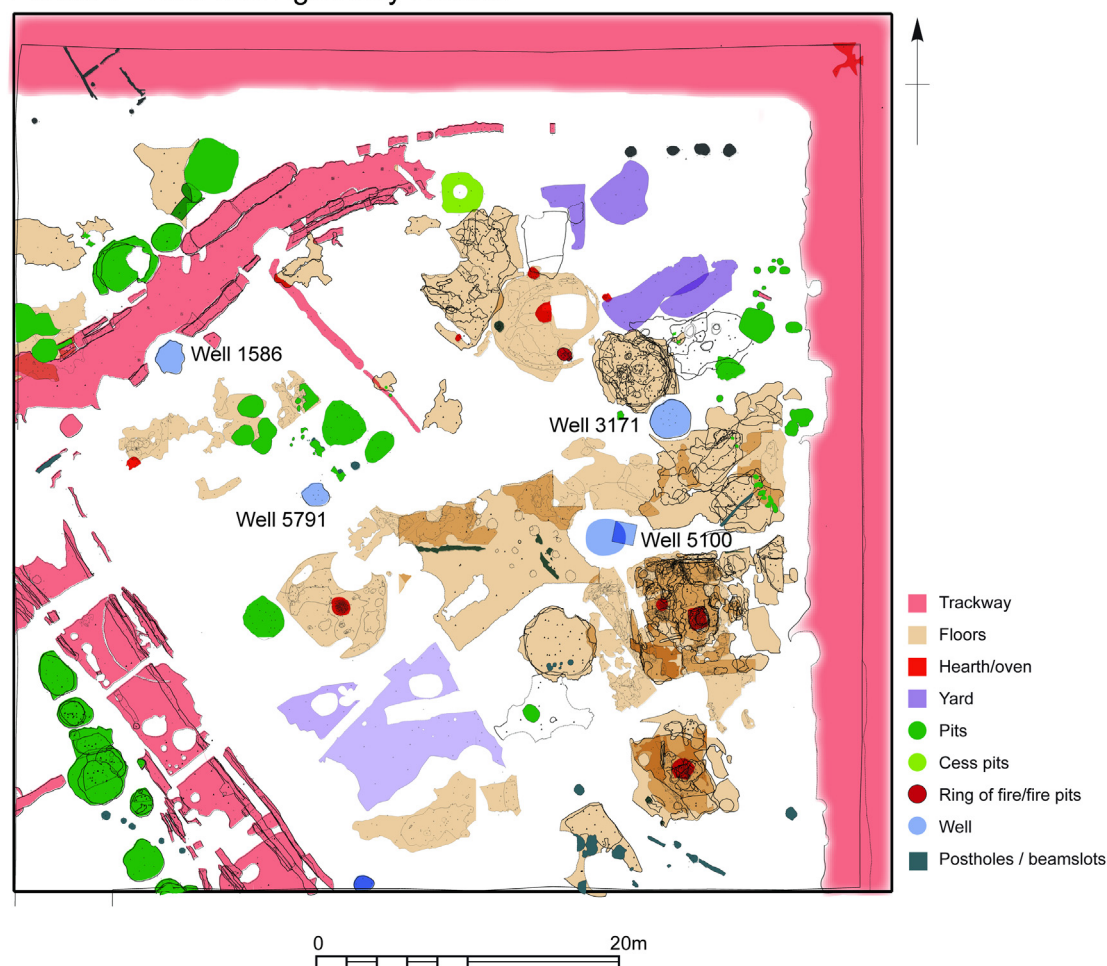 Well 1586
Well 3171
Well 5791
Well 5100
Trackway
Floors
Hearth/oven
Yard
Pits
Cess pits
Ring of fire/fire pits
Well
Postholes / beamslots
0 20m